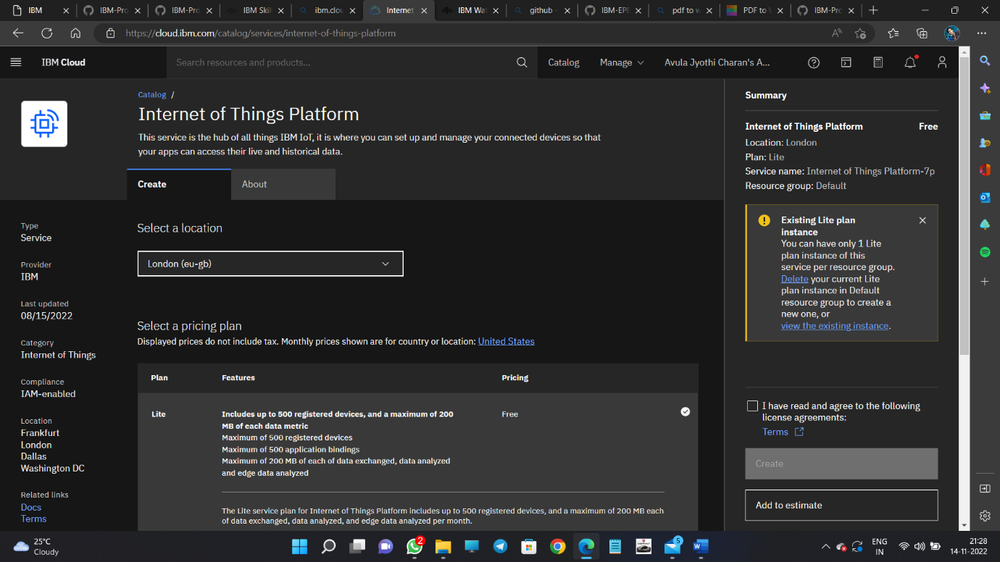 IBM
IBM-Pro
IBM-Pro
IBM Skil
ibm.clou
Internet
IBM Wat
github -
IBM-EPB
pdf to w
PDF to W
IBM-Pro
https://cloud.ibm.com/catalog/services/internet-of-things-platform
IBM Cloud
Search resources and products...
Catalog
Manage
Avula Jyothi Charan's A...
Catalog /
Internet of Things Platform
This service is the hub of all things IBM IoT, it is where you can set up and manage your connected devices so that
your apps can access their live and historical data.
Create
About
Type
Service
Provider
IBM
Last updated
08/15/2022
Category
Internet of Things
Compliance
IAM-enabled
Location
Frankfurt
London
Dallas
Washington DC
Related links
Docs
Terms
Select a location
London (eu-gb)
Select a pricing plan
Displayed prices do not include tax. Monthly prices shown are for country or location: United States
Plan
Features
Pricing
Lite
Includes up to 500 registered devices, and a maximum of 200
MB of each data metric
Maximum of 500 registered devices
Maximum of 500 application bindings
Maximum of 200 MB of each of data exchanged, data analyzed
and edge data analyzed
Free
The Lite service plan for Internet of Things Platform includes up to 500 registered devices, and a maximum of 200 MB each
of data exchanged, data analyzed, and edge data analyzed per month.
Summary
Internet of Things Platform Free
Location: London
Plan: Lite
Service name: Internet of Things Platform-7p
Resource group: Default
Existing Lite plan
instance
You can have only 1 Lite
plan instance of this
service per resource group.
Delete your current Lite
plan instance in Default
resource group to create a
new one, or
view the existing instance.
I have read and agree to the following
license agreements:
Terms
Create
Add to estimate
25°C
Cloudy
2
5
ENG
IN
21:28
14-11-2022